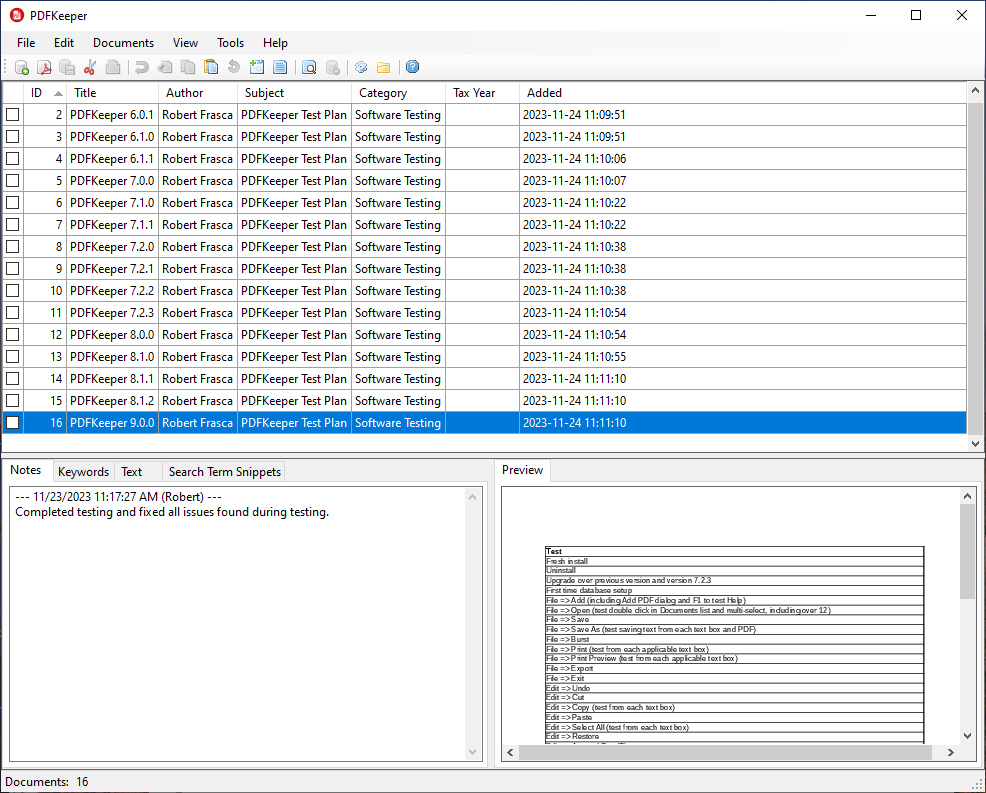 PDFKeeper
File Edit Documents View Tools Help
ID Title Author Subject Category Tax Year Added
2 PDFKeeper 6.0.1 Robert Frasca PDFKeeper Test Plan Software Testing 2023-11-24 11:09:51
3 PDFKeeper 6.1.0 Robert Frasca PDFKeeper Test Plan Software Testing 2023-11-24 11:09:51
4 PDFKeeper 6.1.1 Robert Frasca PDFKeeper Test Plan Software Testing 2023-11-24 11:10:06
5 PDFKeeper 7.0.0 Robert Frasca PDFKeeper Test Plan Software Testing 2023-11-24 11:10:07
6 PDFKeeper 7.1.0 Robert Frasca PDFKeeper Test Plan Software Testing 2023-11-24 11:10:22
7 PDFKeeper 7.1.1 Robert Frasca PDFKeeper Test Plan Software Testing 2023-11-24 11:10:22
8 PDFKeeper 7.2.0 Robert Frasca PDFKeeper Test Plan Software Testing 2023-11-24 11:10:38
9 PDFKeeper 7.2.1 Robert Frasca PDFKeeper Test Plan Software Testing 2023-11-24 11:10:38
10 PDFKeeper 7.2.2 Robert Frasca PDFKeeper Test Plan Software Testing 2023-11-24 11:10:38
11 PDFKeeper 7.2.3 Robert Frasca PDFKeeper Test Plan Software Testing 2023-11-24 11:10:54
12 PDFKeeper 8.0.0 Robert Frasca PDFKeeper Test Plan Software Testing 2023-11-24 11:10:54
13 PDFKeeper 8.1.0 Robert Frasca PDFKeeper Test Plan Software Testing 2023-11-24 11:10:55
14 PDFKeeper 8.1.1 Robert Frasca PDFKeeper Test Plan Software Testing 2023-11-24 11:11:10
15 PDFKeeper 8.1.2 Robert Frasca PDFKeeper Test Plan Software Testing 2023-11-24 11:11:10
16 PDFKeeper 9.0.0 Robert Frasca PDFKeeper Test Plan Software Testing 2023-11-24 11:11:10
Notes Keywords Text Search Term Snippets
--- 11/23/2023 11:17:27 AM (Robert) ---
Completed testing and fixed all issues found during testing.
Preview
Test
Fresh install
Uninstall
Upgrade over previous version and version 7.2.3
First time database setup
File => Add (including Add PDF dialog and F1 to test Help)
File => Open (test double click in Documents list and multi-select, including over 12)
File => Save
File => Save As (test saving text from each text box and PDF)
File => Burst
File => Print (test from each applicable text box)
File => Print Preview (test from each applicable text box)
File => Export
File => Exit
Edit => Undo
Edit => Cut
Edit => Copy (test from each text box)
Edit => Paste
Edit => Select All (test from each text box)
Edit => Restore
Documents: 16